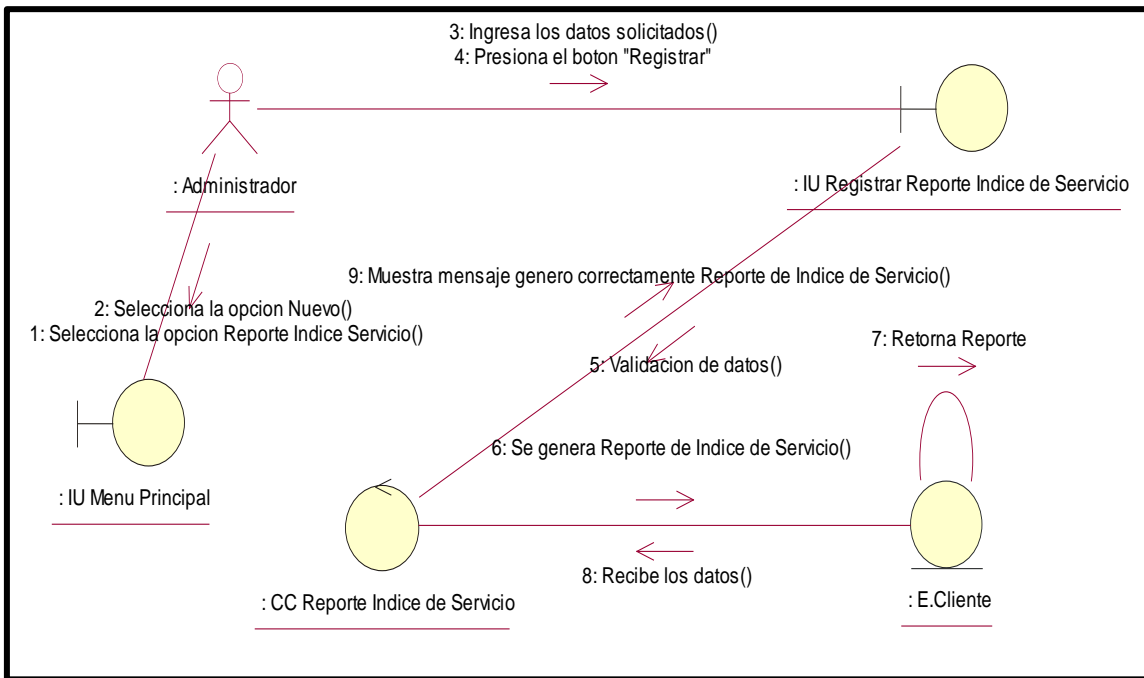 3: Ingresa los datos solicitados()
4: Presiona el boton "Registrar"
: Administrador
: IU Registrar Reporte Indice de Seervicio
9: Muestra mensaje genero correctamente Reporte de Indice de Servicio()
2: Selecciona la opcion Nuevo()
1: Selecciona la opcion Reporte Indice Servicio()
7: Retorna Reporte
5: Validacion de datos()
6: Se genera Reporte de Indice de Servicio()
: IU Menu Principal
8: Recibe los datos()
: CC Reporte Indice de Servicio
: E.Cliente